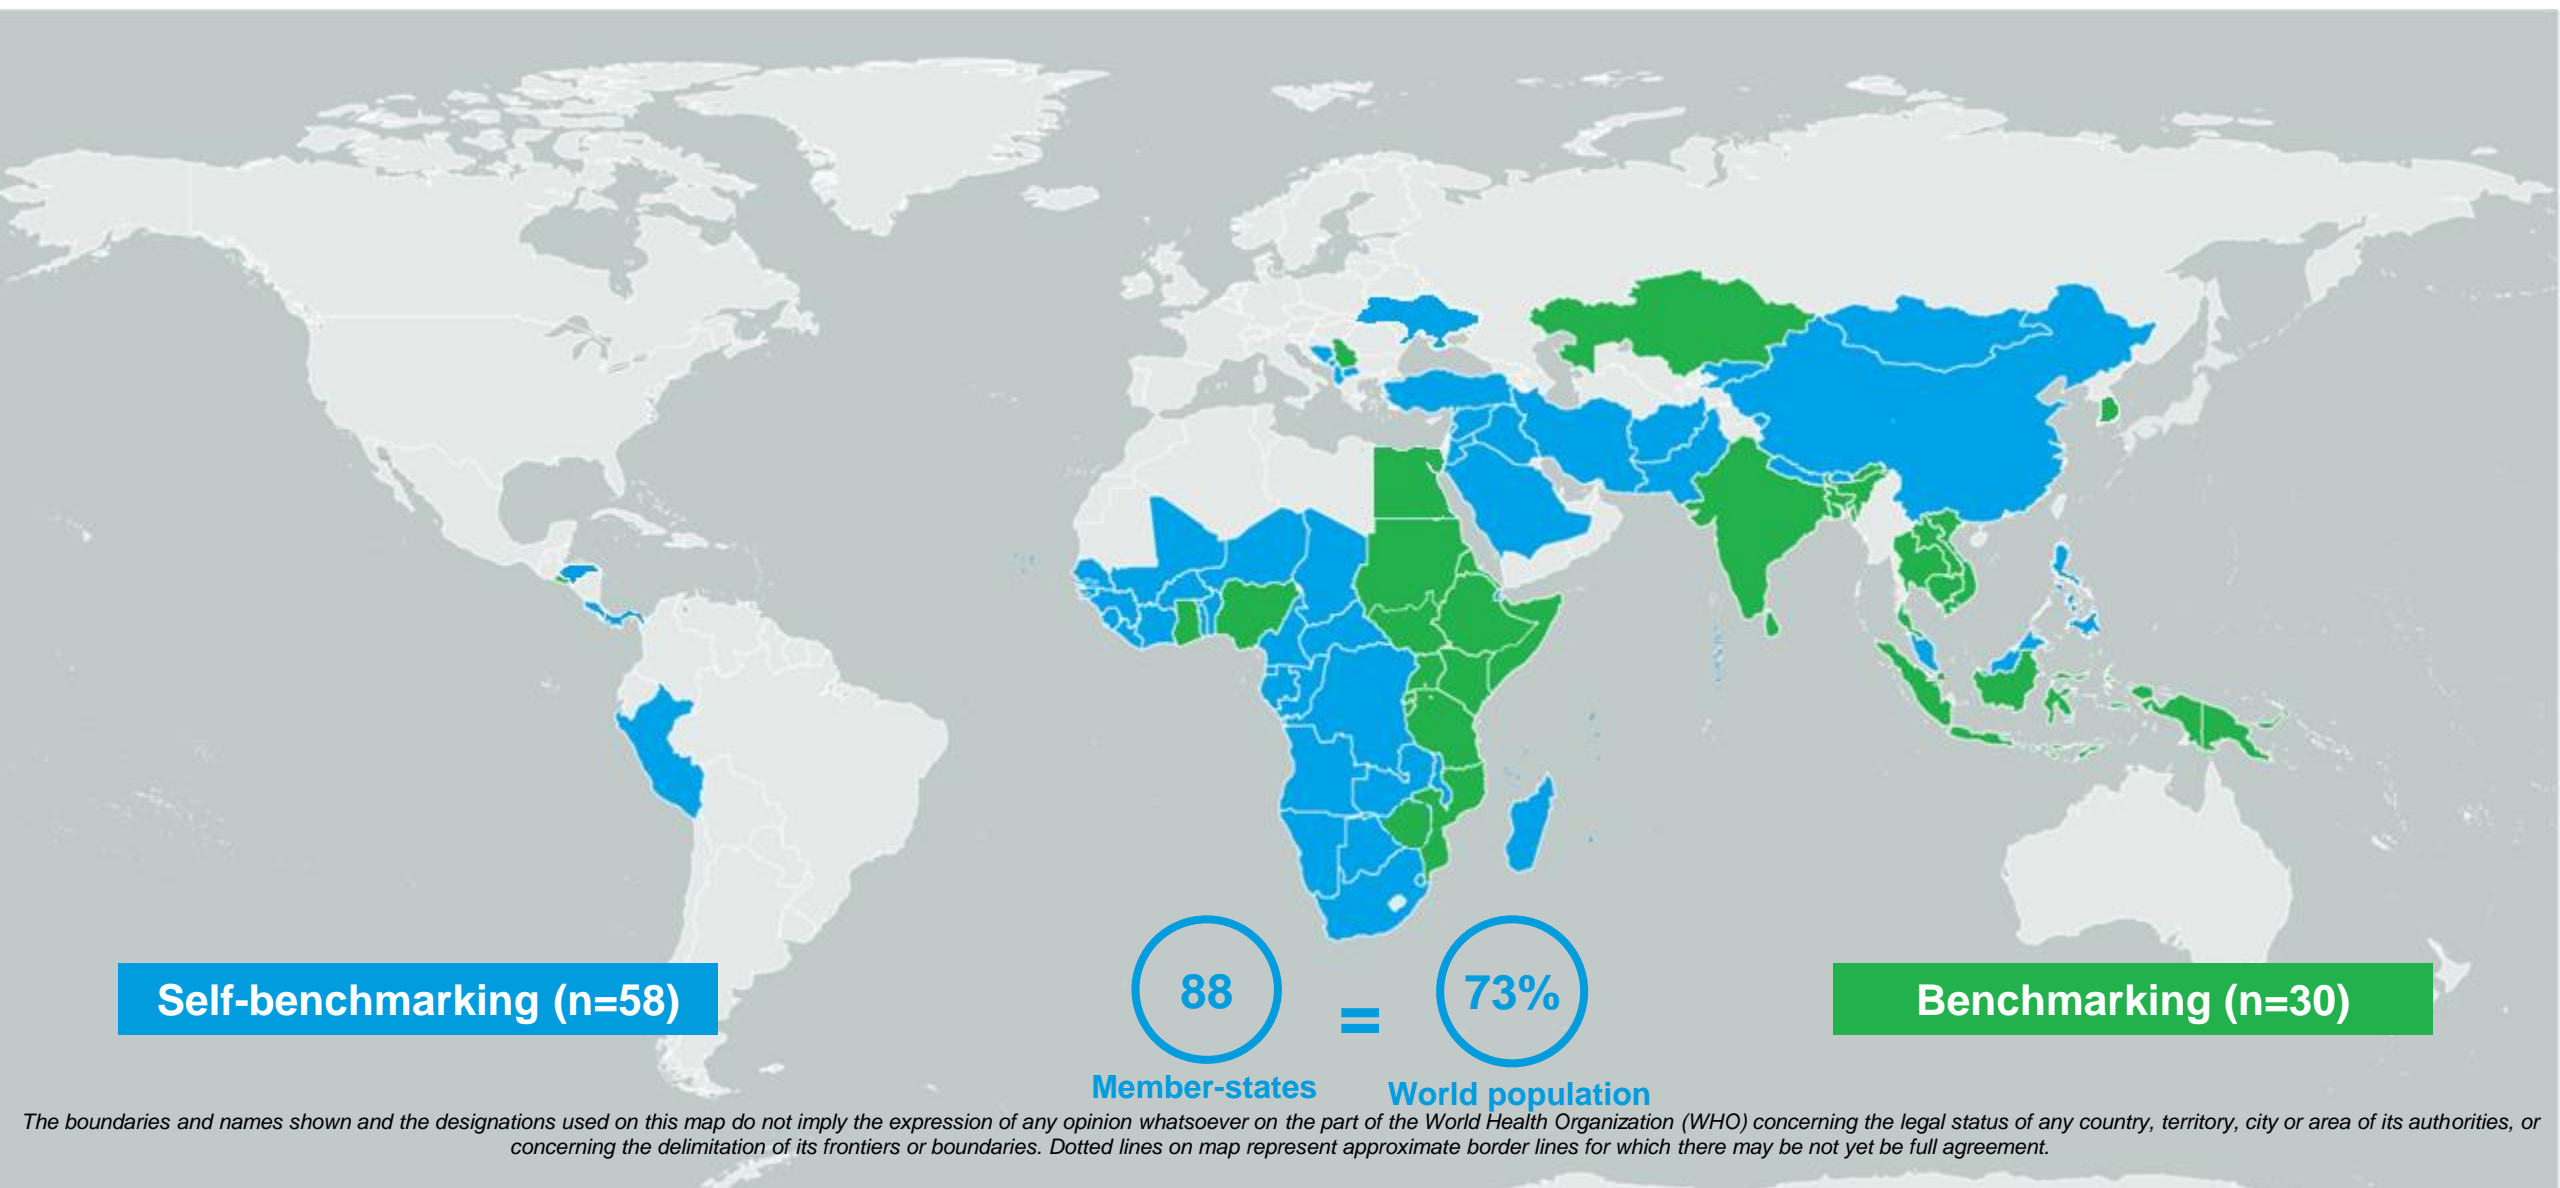 Self-benchmarking (n=58)
88
=
73%
Benchmarking (n=30)
Member-states
World population
The boundaries and names shown and the designations used on this map do not imply the expression of any opinion whatsoever on the part of the World Health Organization (WHO) concerning the legal status of any country, territory, city or area of its authorities, or
concerning the delimitation of its frontiers or boundaries. Dotted lines on map represent approximate border lines for which there may be not yet be full agreement.